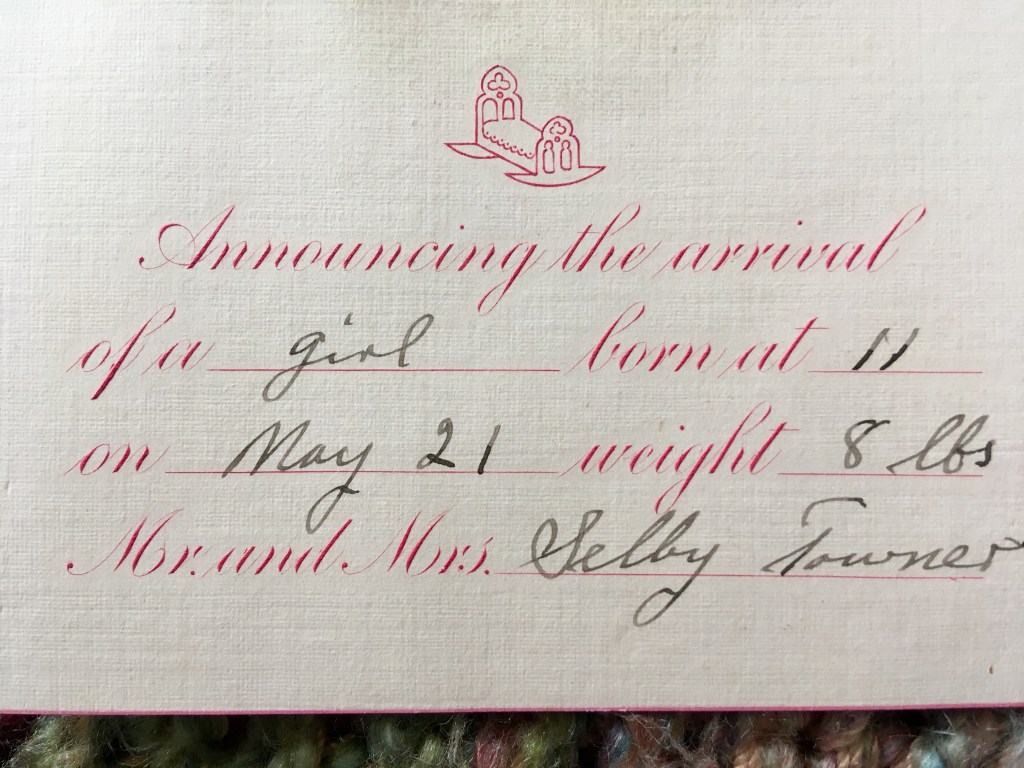 Announcing the arrival
of a girl born at 11
on May 21 weight 8 lbs
Mr. and Mrs. Selby Towner